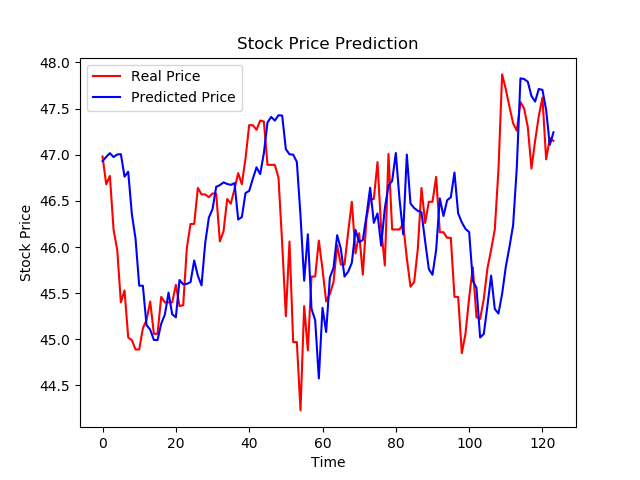 Stock Price Prediction
Real Price
Predicted Price
48.0
47.5
47.0
46.5
46.0
45.5
45.0
44.5
Stock Price
0 20 40 60 80 100 120
Time